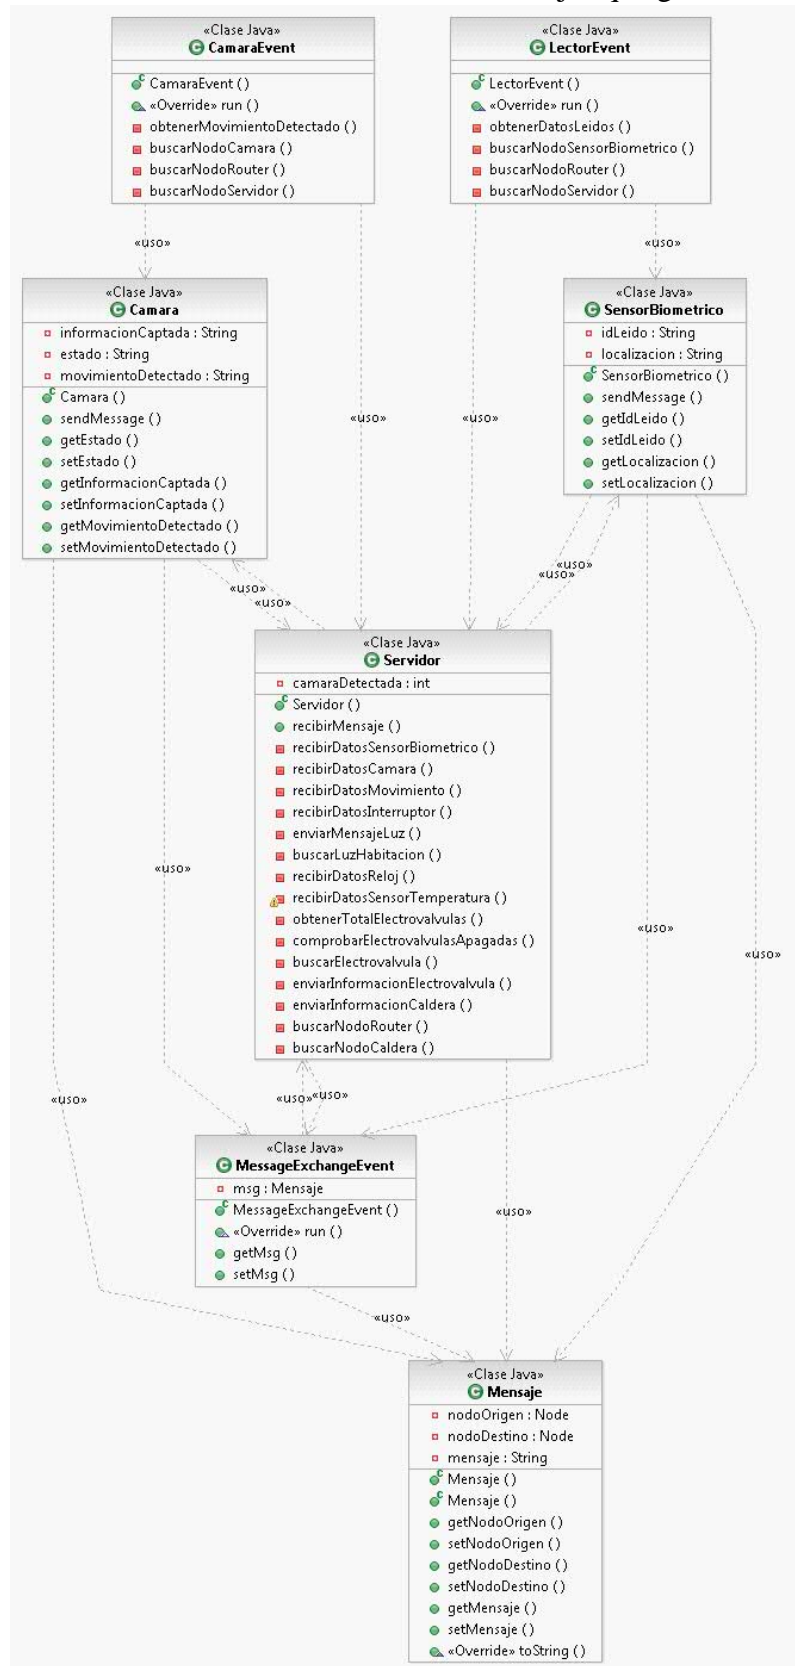 «Clase Java»
CamaraEvent
CamaraEvent ()
«Override» run ()
obtenerMovimientoDetectado ()
buscarNodoCamara ()
buscarNodoRouter ()
buscarNodoServidor ()
«Clase Java»
LectorEvent
LectorEvent ()
«Override» run ()
obtenerDatosLeidos ()
buscarNodoSensorBiometrico ()
buscarNodoRouter ()
buscarNodoServidor ()
«uso»
«uso»
«Clase Java»
Camara
informacionCaptada : String
estado : String
movimientoDetectado : String
Camara ()
sendMessage ()
getEstado ()
setEstado ()
getInformacionCaptada ()
setInformacionCaptada ()
getMovimientoDetectado ()
setMovimientoDetectado ()
«uso»
«uso»
«Clase Java»
SensorBiometrico
idLeido : String
localizacion : String
SensorBiometrico ()
sendMessage ()
getIdLeido ()
setIdLeido ()
getLocalizacion ()
setLocalizacion ()
«uso»
«uso»
«uso»
«uso»
«Clase Java»
Servidor
camaraDetectada : int
Servidor ()
recibirMensaje ()
recibirDatosSensorBiometrico ()
recibirDatosCamara ()
recibirDatosMovimiento ()
recibirDatosInterruptor ()
enviarMensajeLuz ()
buscarLuzHabitacion ()
recibirDatosReloj ()
recibirDatosSensorTemperatura ()
obtenerTotalElectrovalvulas ()
comprobarElectrovalvulasApagadas ()
buscarElectrovalvula ()
enviarInformacionElectrovalvula ()
enviarInformacionCaldera ()
buscarNodoRouter ()
buscarNodoCaldera ()
«uso»
«uso»
«uso»
«uso»
«uso»
«uso»
«Clase Java»
MessageExchangeEvent
msg : Mensaje
MessageExchangeEvent ()
«Override» run ()
getMsg ()
setMsg ()
«uso»
«uso»
«Clase Java»
Mensaje
nodoOrigen : Node
nodoDestino : Node
mensaje : String
Mensaje ()
Mensaje ()
getNodoOrigen ()
setNodoOrigen ()
getNodoDestino ()
setNodoDestino ()
getMensaje ()
setMensaje ()
«Override» toString ()